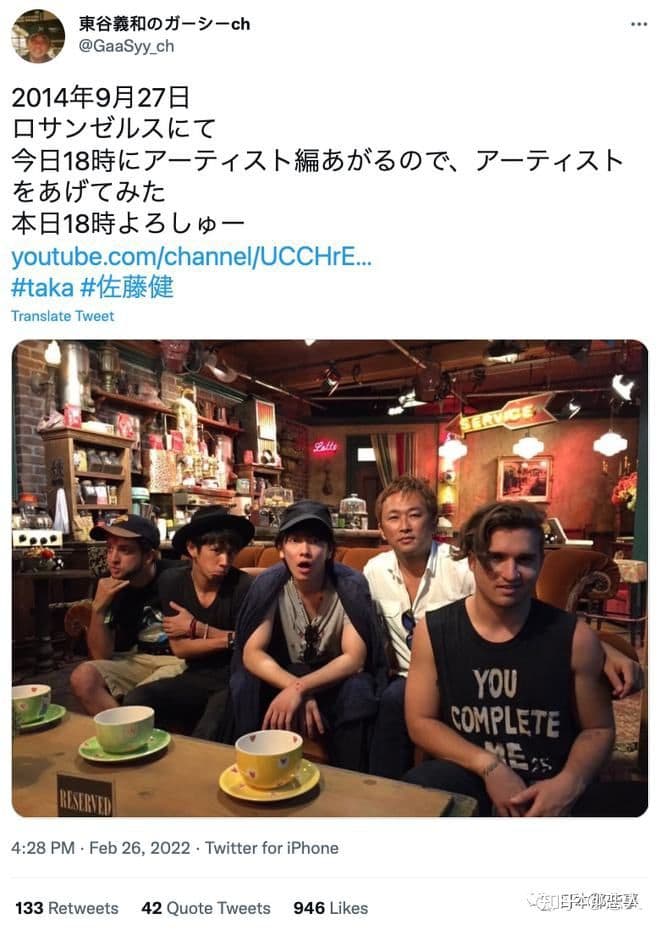 東谷義和のガーシーch
@GaaSyy_ch
2014年9月27日
ロサンゼルスにて
今日18時にアーティスト編あがるので、アーティスト
をあげてみた
本日18時よろしゅー
youtube.com/channel/UCCHrE...
#taka #佐藤健
Translate Tweet
SERVICE
Latte
YOU
COMPLETE
ME
RESERVED
4:28 PM · Feb 26, 2022 · Twitter for iPhone
133 Retweets 42 Quote Tweets 946 Likes